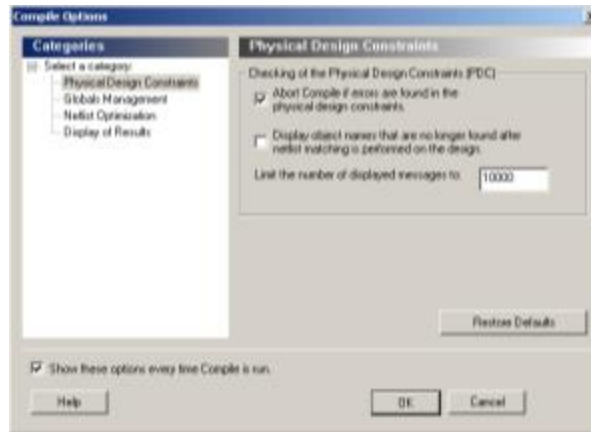 Compile Options
Categories
Select a category:
Physical Design Constraints
Globals Management
Netlist Optimization
Display of Results
Physical Design Constraints
Checking of the Physical Design Constraints (PDC)
Abort Compile if errors are found in the
physical design constraints.
Display object names that are no longer found after
netlist matching is performed on the design.
Limit the number of displayed messages to:
10000
Restore Defaults
Show these options every time Compile is run.
Help
OK
Cancel